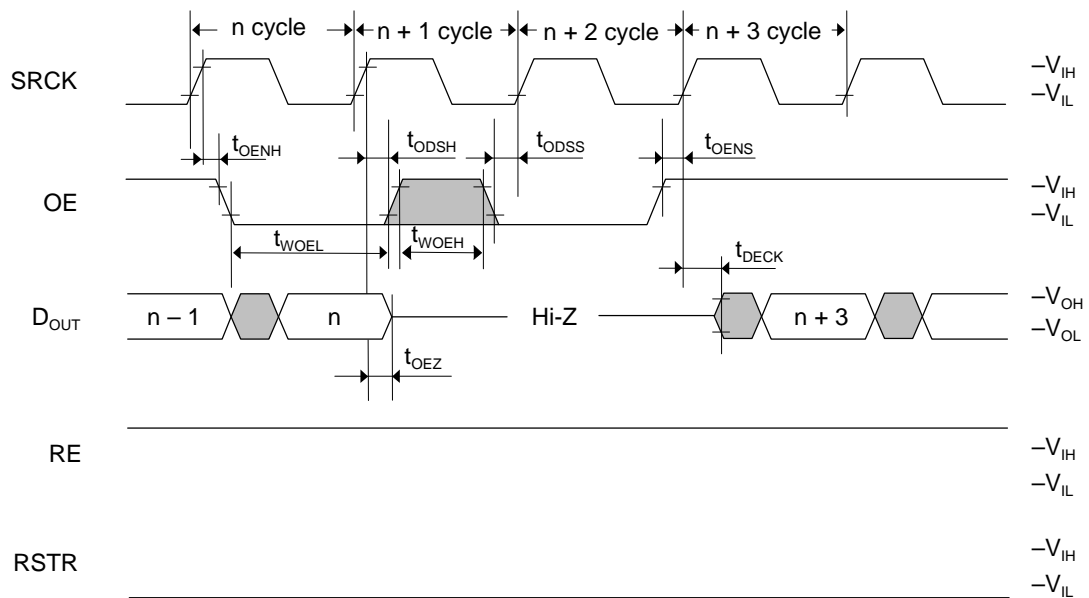 n cycle n + 1 cycle n + 2 cycle n + 3 cycle
SRCK –VIH
–VIL
tOENH tODSH tODSS tOENS
OE –VIH
–VIL
tWOEL tWOEH tDECK
DOUT n – 1 n Hi-Z n + 3 –VOH
–VOL
tOEZ
RE –VIH
–VIL
RSTR –VIH
–VIL